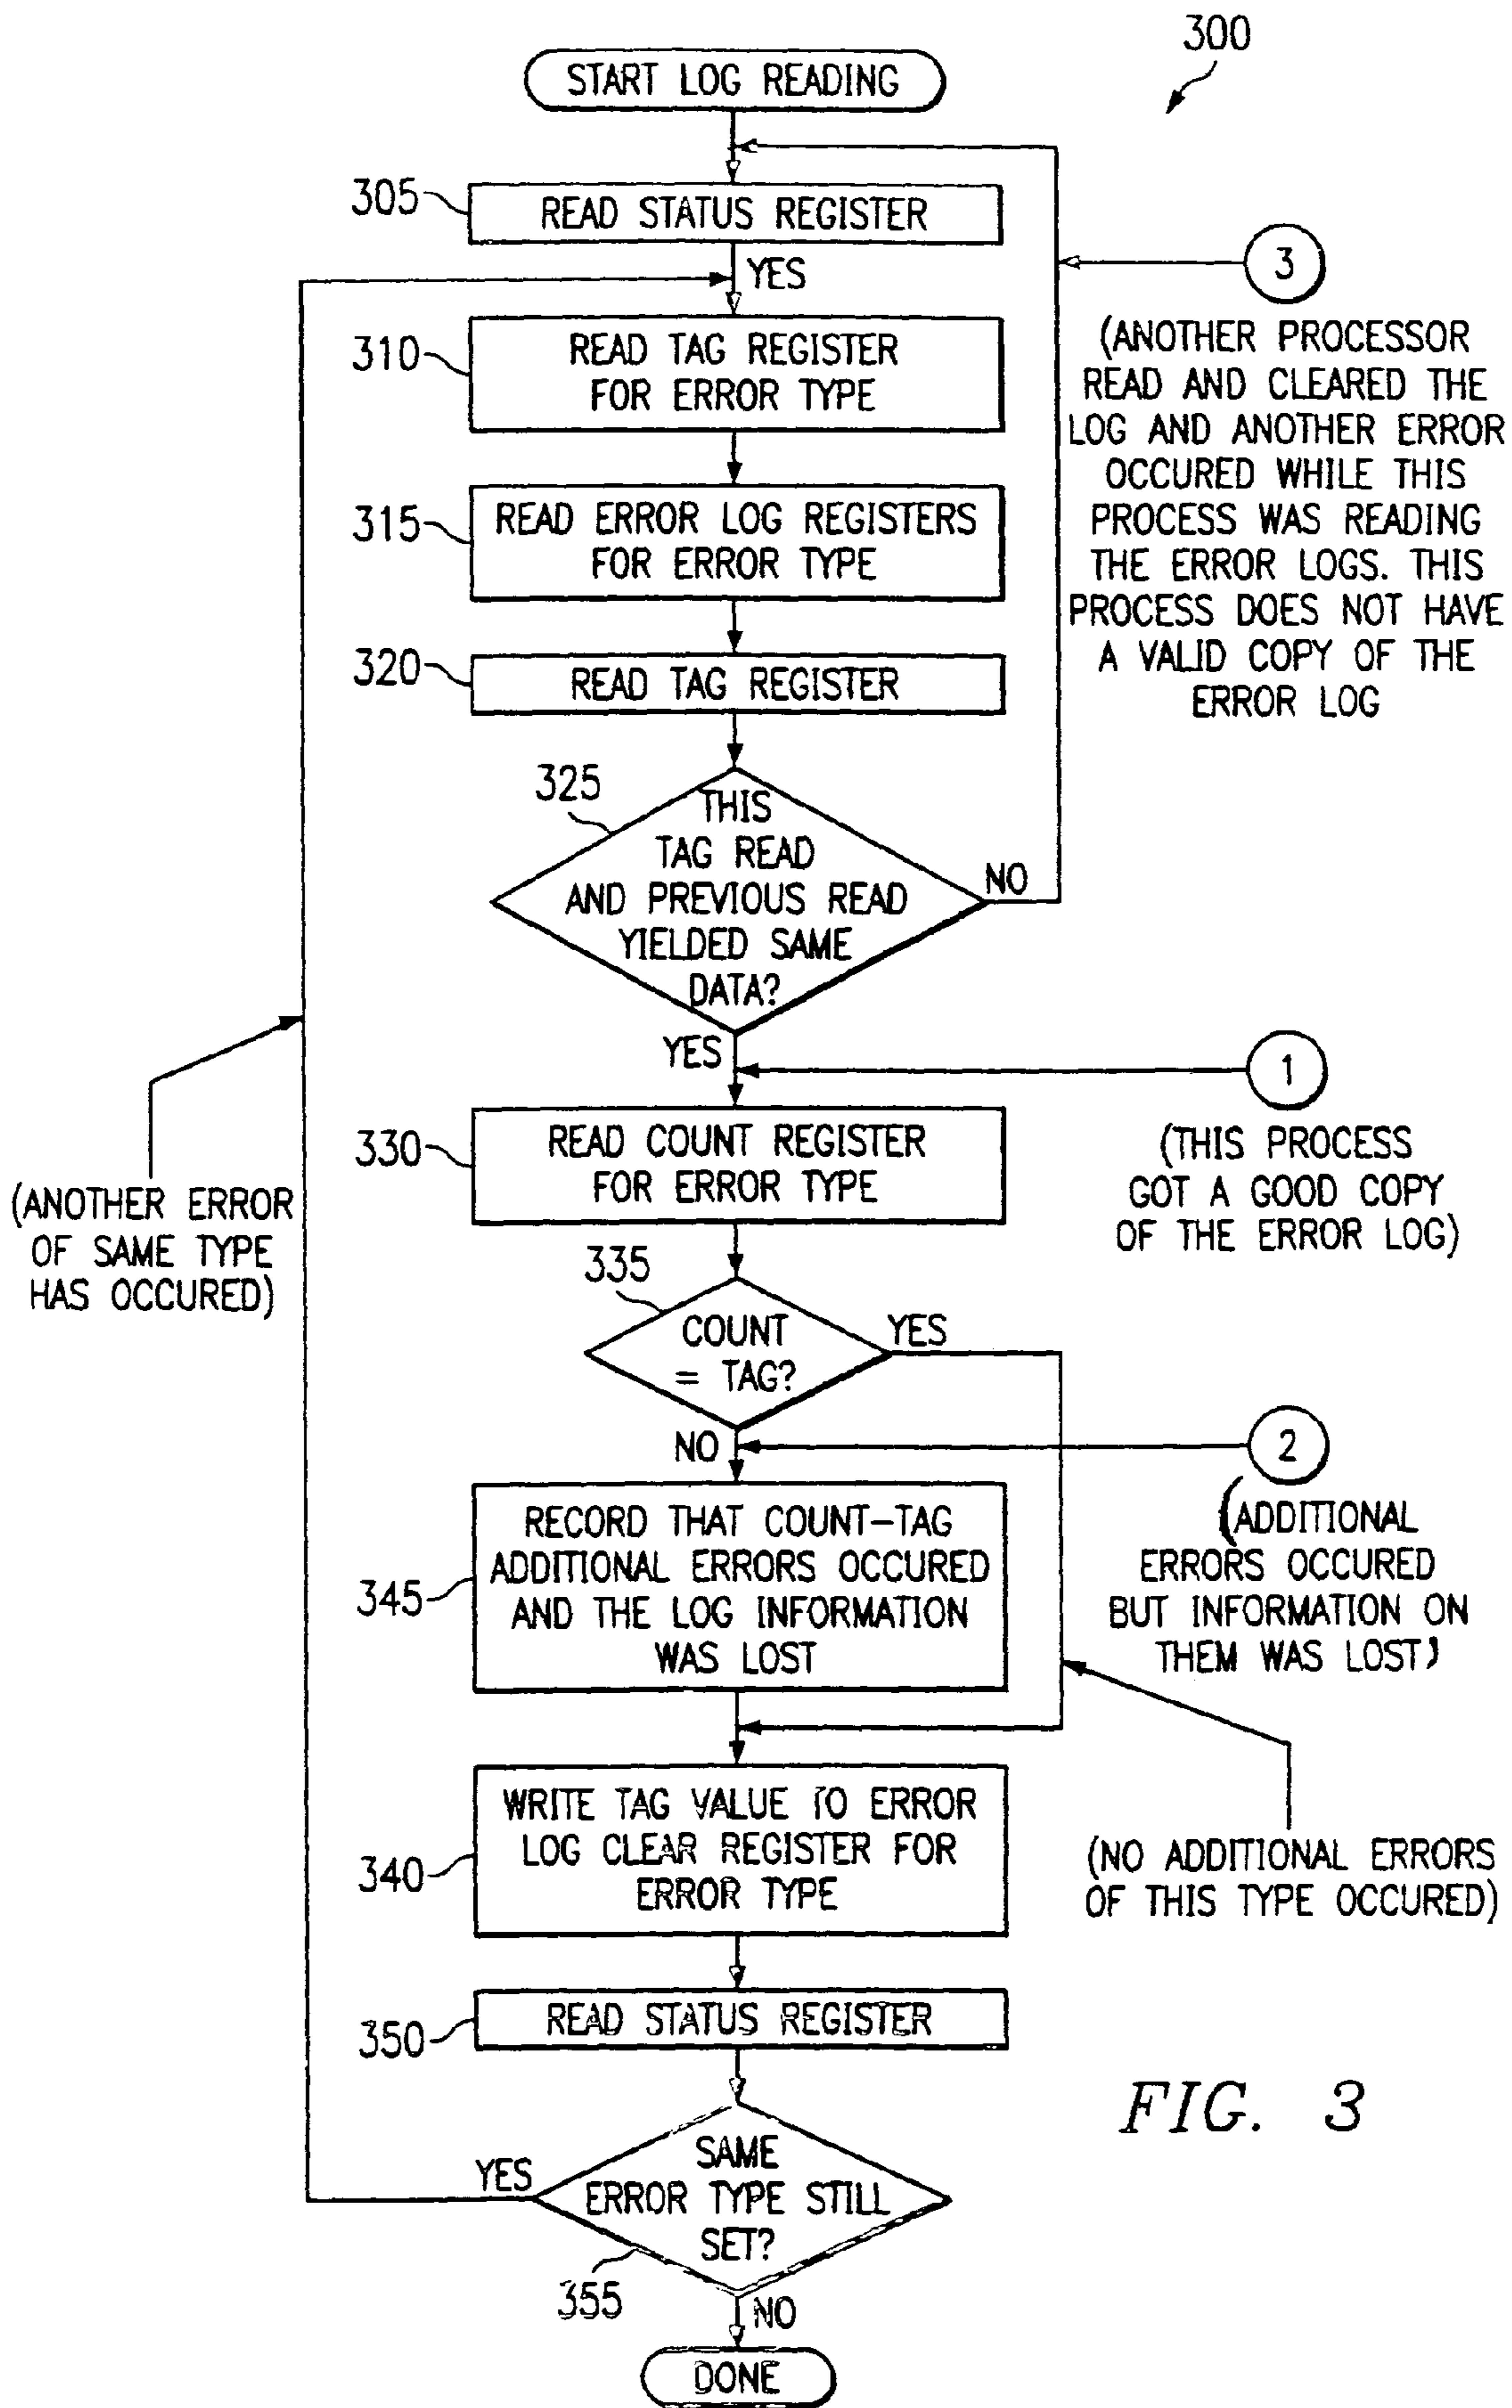 300
START LOG READING
305
READ STATUS REGISTER
YES
3
(ANOTHER PROCESSOR
READ AND CLEARED THE
LOG AND ANOTHER ERROR
OCCURED WHILE THIS
PROCESS WAS READING
THE ERROR LOGS. THIS
PROCESS DOES NOT HAVE
A VALID COPY OF THE
ERROR LOG
310
READ TAG REGISTER
FOR ERROR TYPE
315
READ ERROR LOG REGISTERS
FOR ERROR TYPE
320
READ TAG REGISTER
325
THIS
TAG READ
AND PREVIOUS READ
YIELDED SAME
DATA?
NO
YES
1
(THIS PROCESS
GOT A GOOD COPY
OF THE ERROR LOG)
330
READ COUNT REGISTER
FOR ERROR TYPE
(ANOTHER ERROR
OF SAME TYPE
HAS OCCURED)
335
COUNT
= TAG?
YES
NO
2
(ADDITIONAL
ERRORS OCCURED
BUT INFORMATION ON
THEM WAS LOST)
345
RECORD THAT COUNT-TAG
ADDITIONAL ERRORS OCCURED
AND THE LOG INFORMATION
WAS LOST
340
WRITE TAG VALUE TO ERROR
LOG CLEAR REGISTER FOR
ERROR TYPE
(NO ADDITIONAL ERRORS
OF THIS TYPE OCCURED)
350
READ STATUS REGISTER
FIG. 3
YES
SAME
ERROR TYPE STILL
SET?
355
NO
DONE